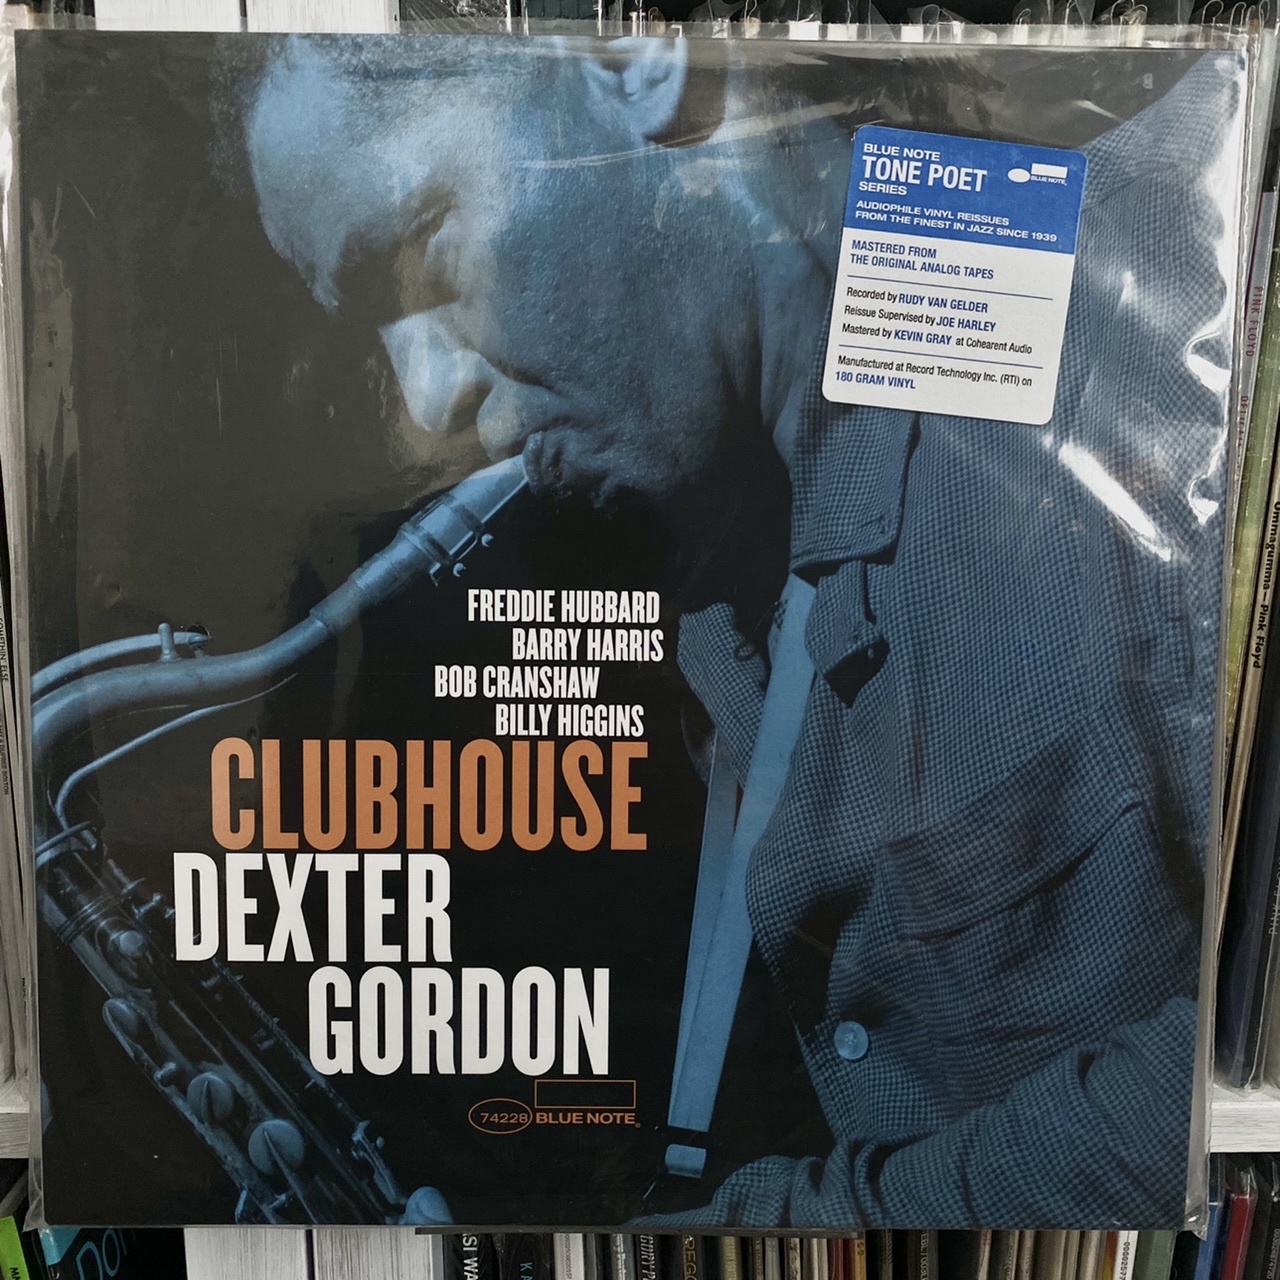 BLUE NOTE
TONE POET
SERIES
BLUE NOTE.
AUDIOPHILE VINYL REISSUES
FROM THE FINEST IN JAZZ SINCE 1939
MASTERED FROM
THE ORIGINAL ANALOG TAPES
Recorded by RUDY VAN GELDER
Reissue Supervised by JOE HARLEY
Mastered by KEVIN GRAY at Cohearent Audio
Manufactured at Record Technology Inc. (RTI) on
180 GRAM VINYL
FREDDIE HUBBARD
BARRY HARRIS
BOB CRANSHAW
BILLY HIGGINS
CLUBHOUSE
DEXTER
GORDON
74228 BLUE NOTE®
PINK FLOYD
Ummagumma - Pink Floyd
SOMETHIN' ELSE